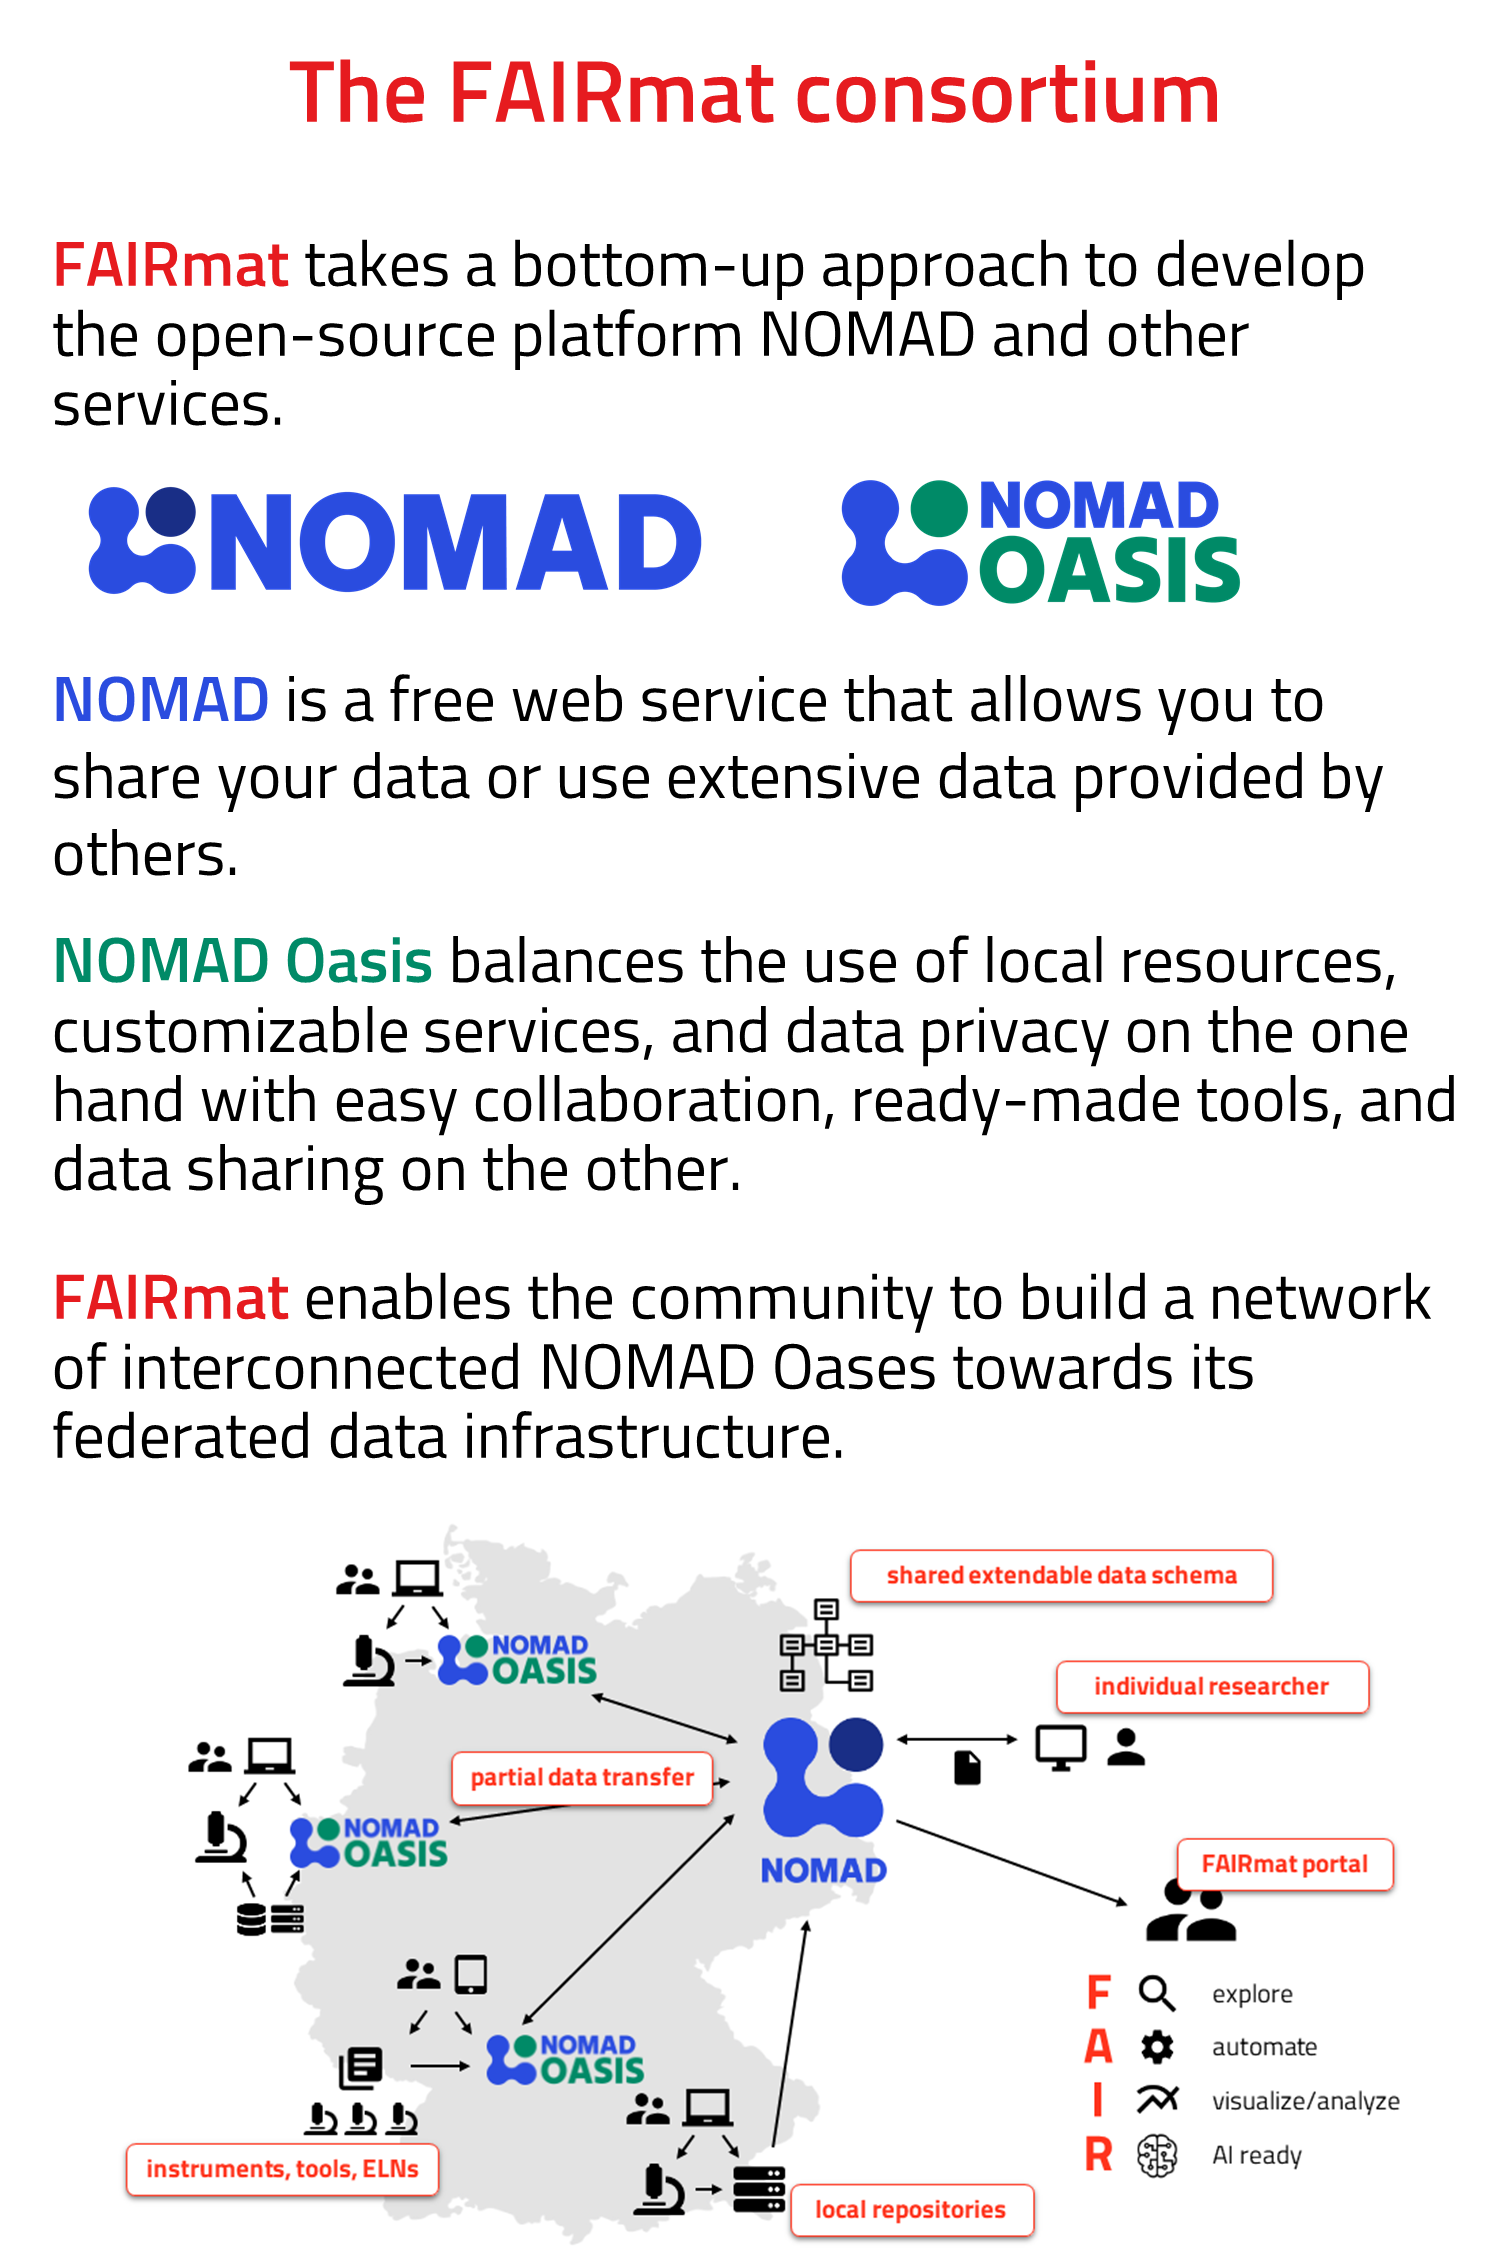 The FAIRmat consortium
FAIRmat takes a bottom-up approach to develop
the open-source platform NOMAD and other
services.
NOMAD
NOMAD
OASIS
NOMAD is a free web service that allows you to
share your data or use extensive data provided by
others.
NOMAD Oasis balances the use of local resources,
customizable services, and data privacy on the one
hand with easy collaboration, ready-made tools, and
data sharing on the other.
FAIRmat enables the community to build a network
of interconnected NOMAD Oases towards its
federated data infrastructure.
shared extendable data schema
NOMAD
OASIS
individual researcher
partial data transfer
NOMAD
OASIS
NOMAD
FAIRmat portal
F explore
A automate
I visualize/analyze
R AI ready
NOMAD
OASIS
instruments, tools, ELNs
local repositories